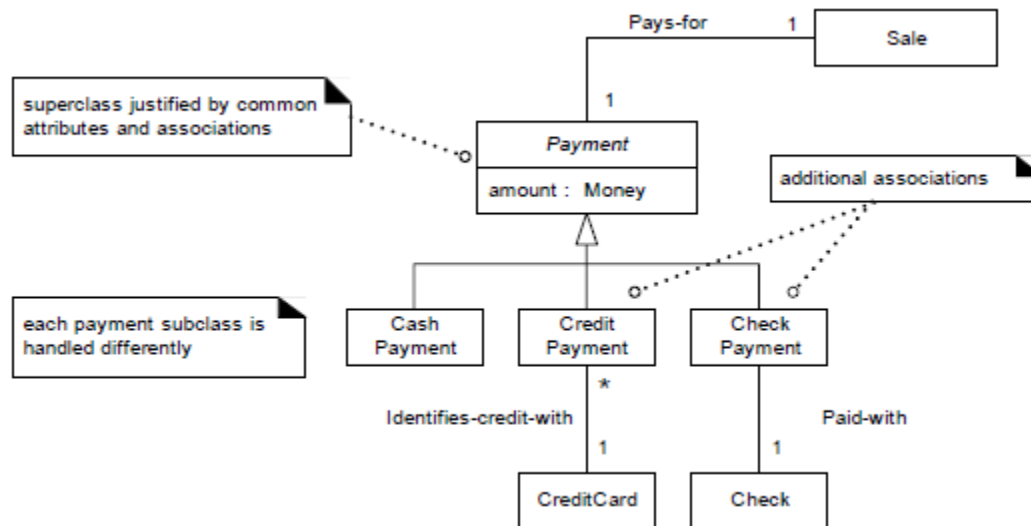 Pays-for
1
Sale
superclass justified by common
attributes and associations
1
Payment
amount : Money
additional associations
each payment subclass is
handled differently
Cash
Payment
Credit
Payment
Check
Payment
*
Identifies-credit-with
Paid-with
1
1
CreditCard
Check